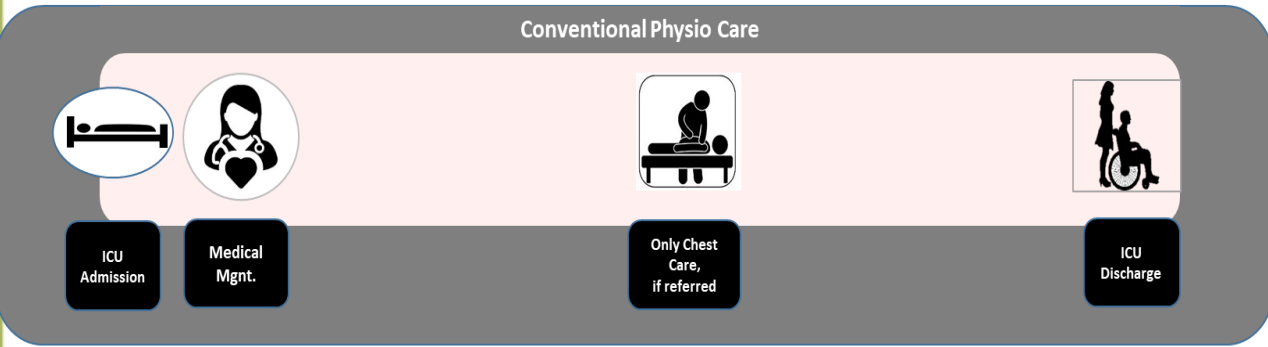 Conventional Physio Care
ICU
Admission
Medical
Mgnt.
Only Chest
Care,
if referred
ICU
Discharge